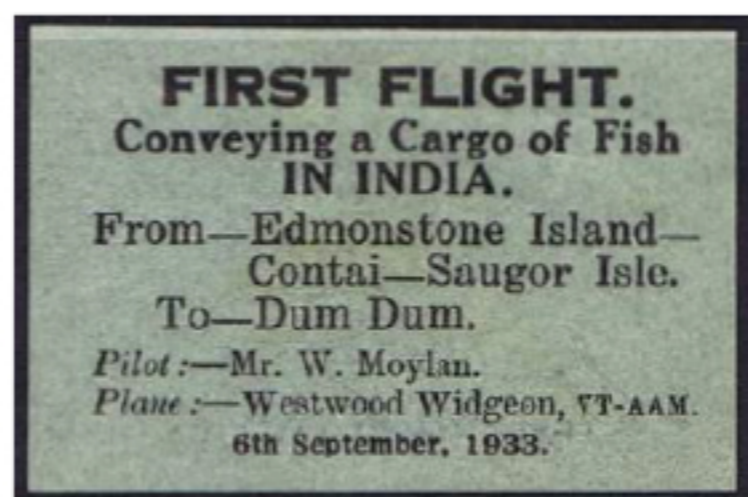 FIRST FLIGHT.
Conveying a Cargo of Fish
IN INDIA.
From—Edmonstone Island—
Contai—Saugor Isle.
To—Dum Dum.
Pilot:—Mr. W. Moylan.
Plane:—Westwood Widgeon, VT-AAM.
6th September, 1933.